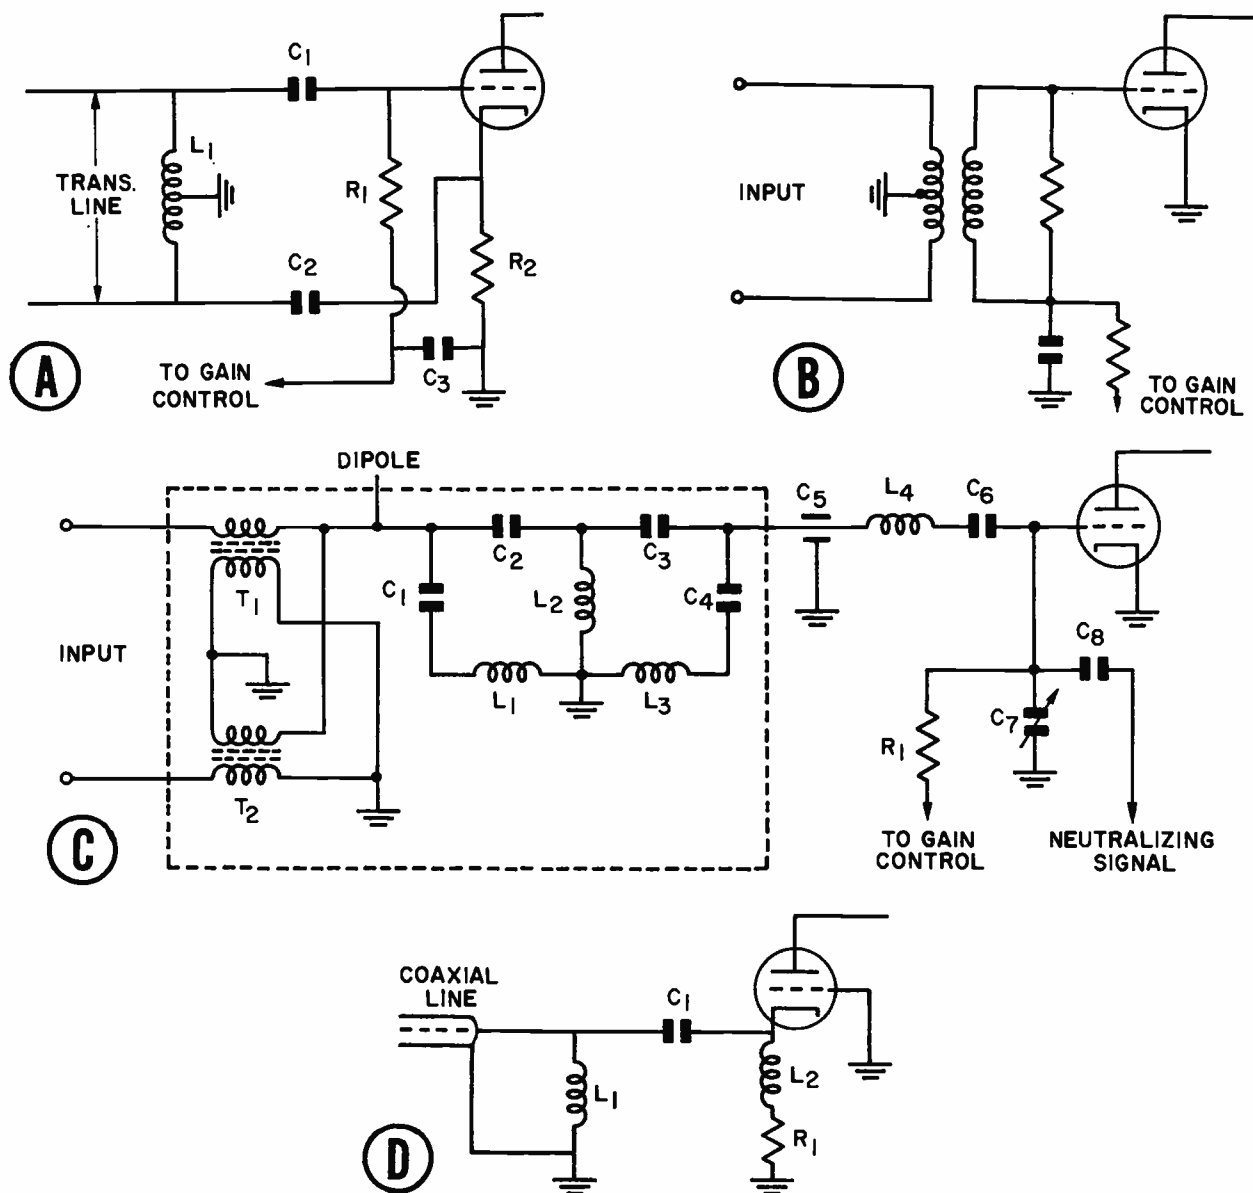 C1
L1
TRANS.
LINE
R1
C2
R2
C3
TO GAIN
CONTROL
A
INPUT
B
TO GAIN
CONTROL
DIPOLE
C5
L4
C6
C2
C3
T1
C1
L2
C4
INPUT
L1
L3
C8
C7
R1
T2
C
TO GAIN
CONTROL
NEUTRALIZING
SIGNAL
COAXIAL
LINE
C1
L1
L2
R1
D